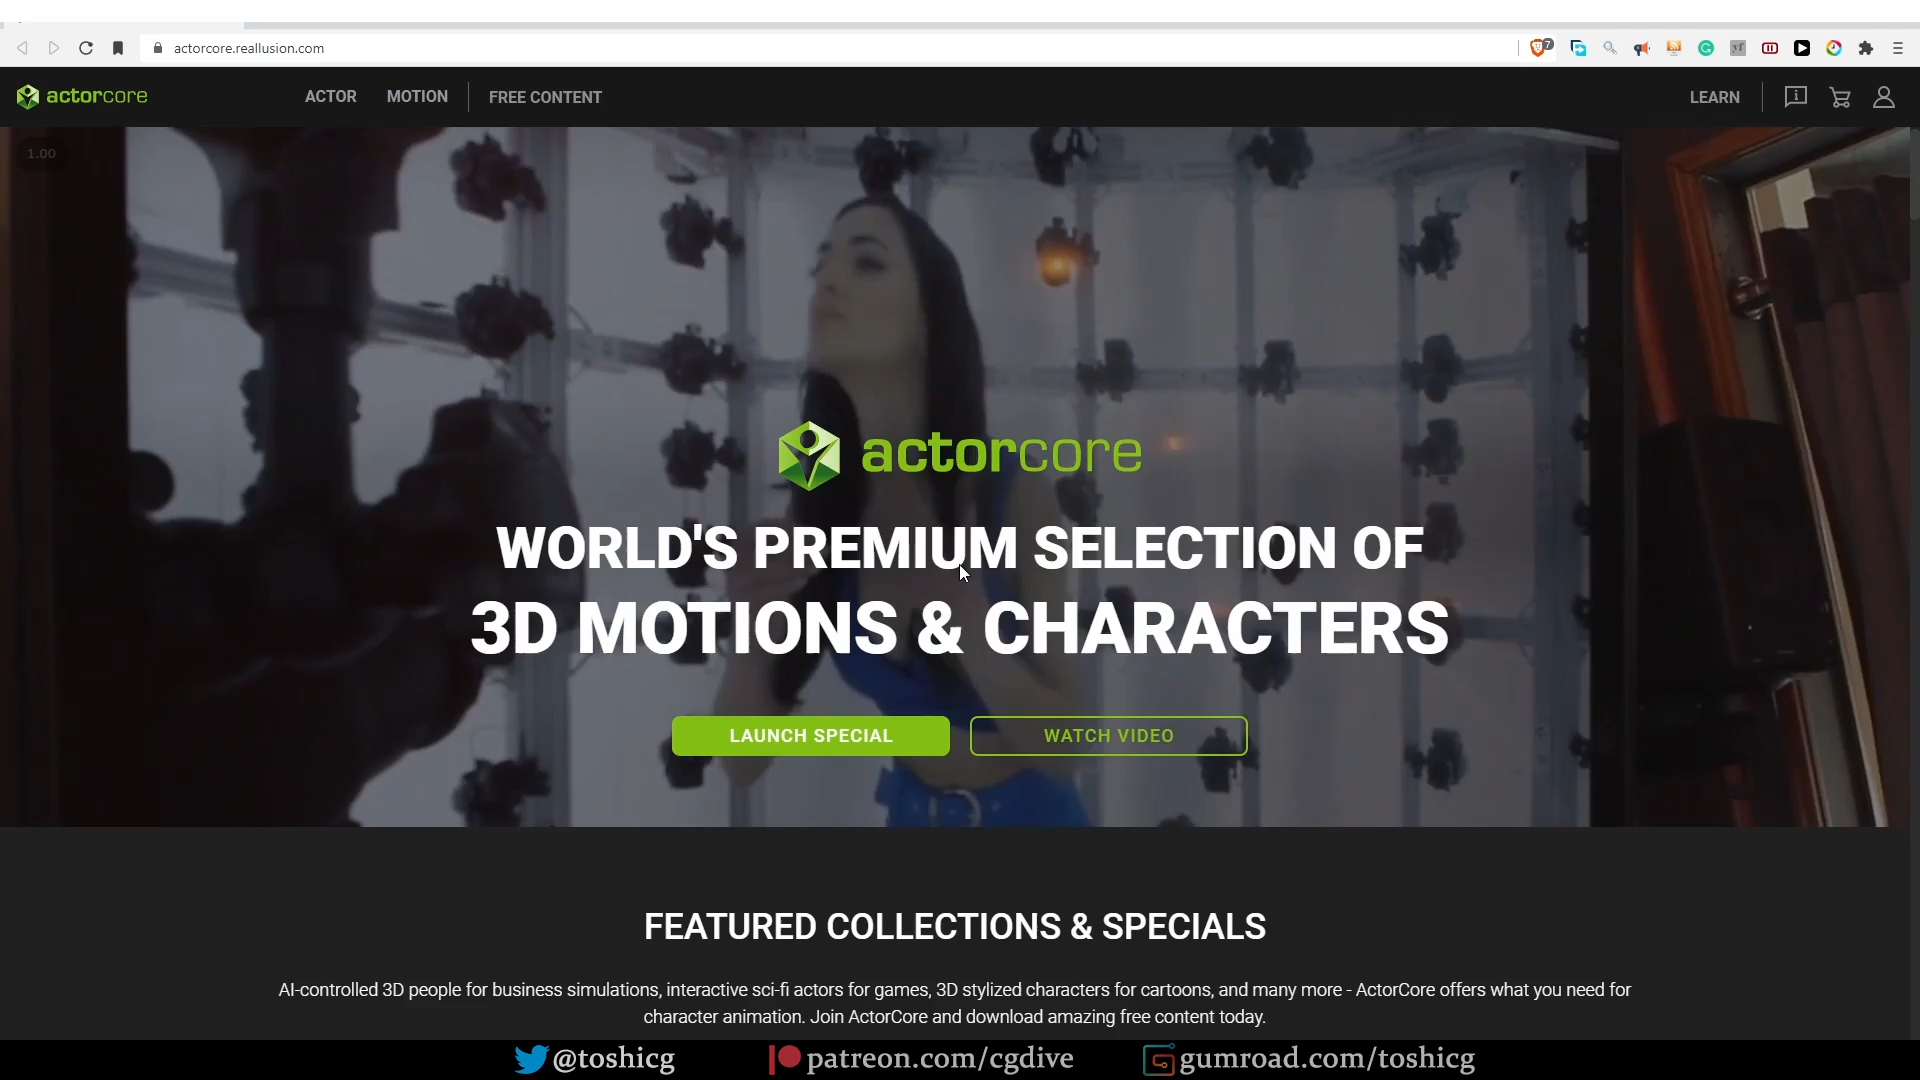 actorcore.reallusion.com
7
actorcore
ACTOR
MOTION
FREE CONTENT
LEARN
1.00
actorcore
WORLD'S PREMIUM SELECTION OF
3D MOTIONS & CHARACTERS
LAUNCH SPECIAL
WATCH VIDEO
FEATURED COLLECTIONS & SPECIALS
AI-controlled 3D people for business simulations, interactive sci-fi actors for games, 3D stylized characters for cartoons, and many more - ActorCore offers what you need for
character animation. Join ActorCore and download amazing free content today.
@toshicg
patreon.com/cgdive
gumroad.com/toshicg